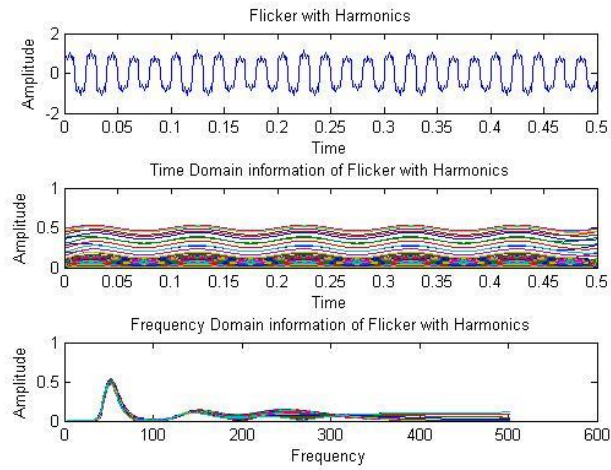 Flicker with Harmonics
2
0
-2
Amplitude
0 0.05 0.1 0.15 0.2 0.25 0.3 0.35 0.4 0.45 0.5
Time
Time Domain information of Flicker with Harmonics
1
0.5
0
Amplitude
0 0.05 0.1 0.15 0.2 0.25 0.3 0.35 0.4 0.45 0.5
Time
Frequency Domain information of Flicker with Harmonics
1
0.5
0
Amplitude
0 100 200 300 400 500 600
Frequency